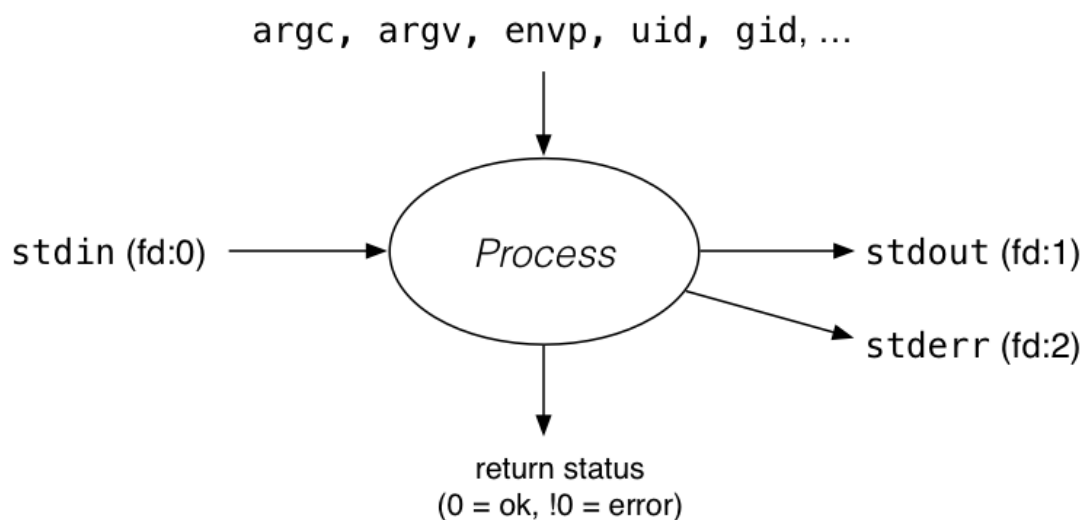 argc, argv, envp, uid, gid, ...
stdin (fd:0)
Process
stdout (fd:1)
stderr (fd:2)
return status
(0 = ok, !0 = error)